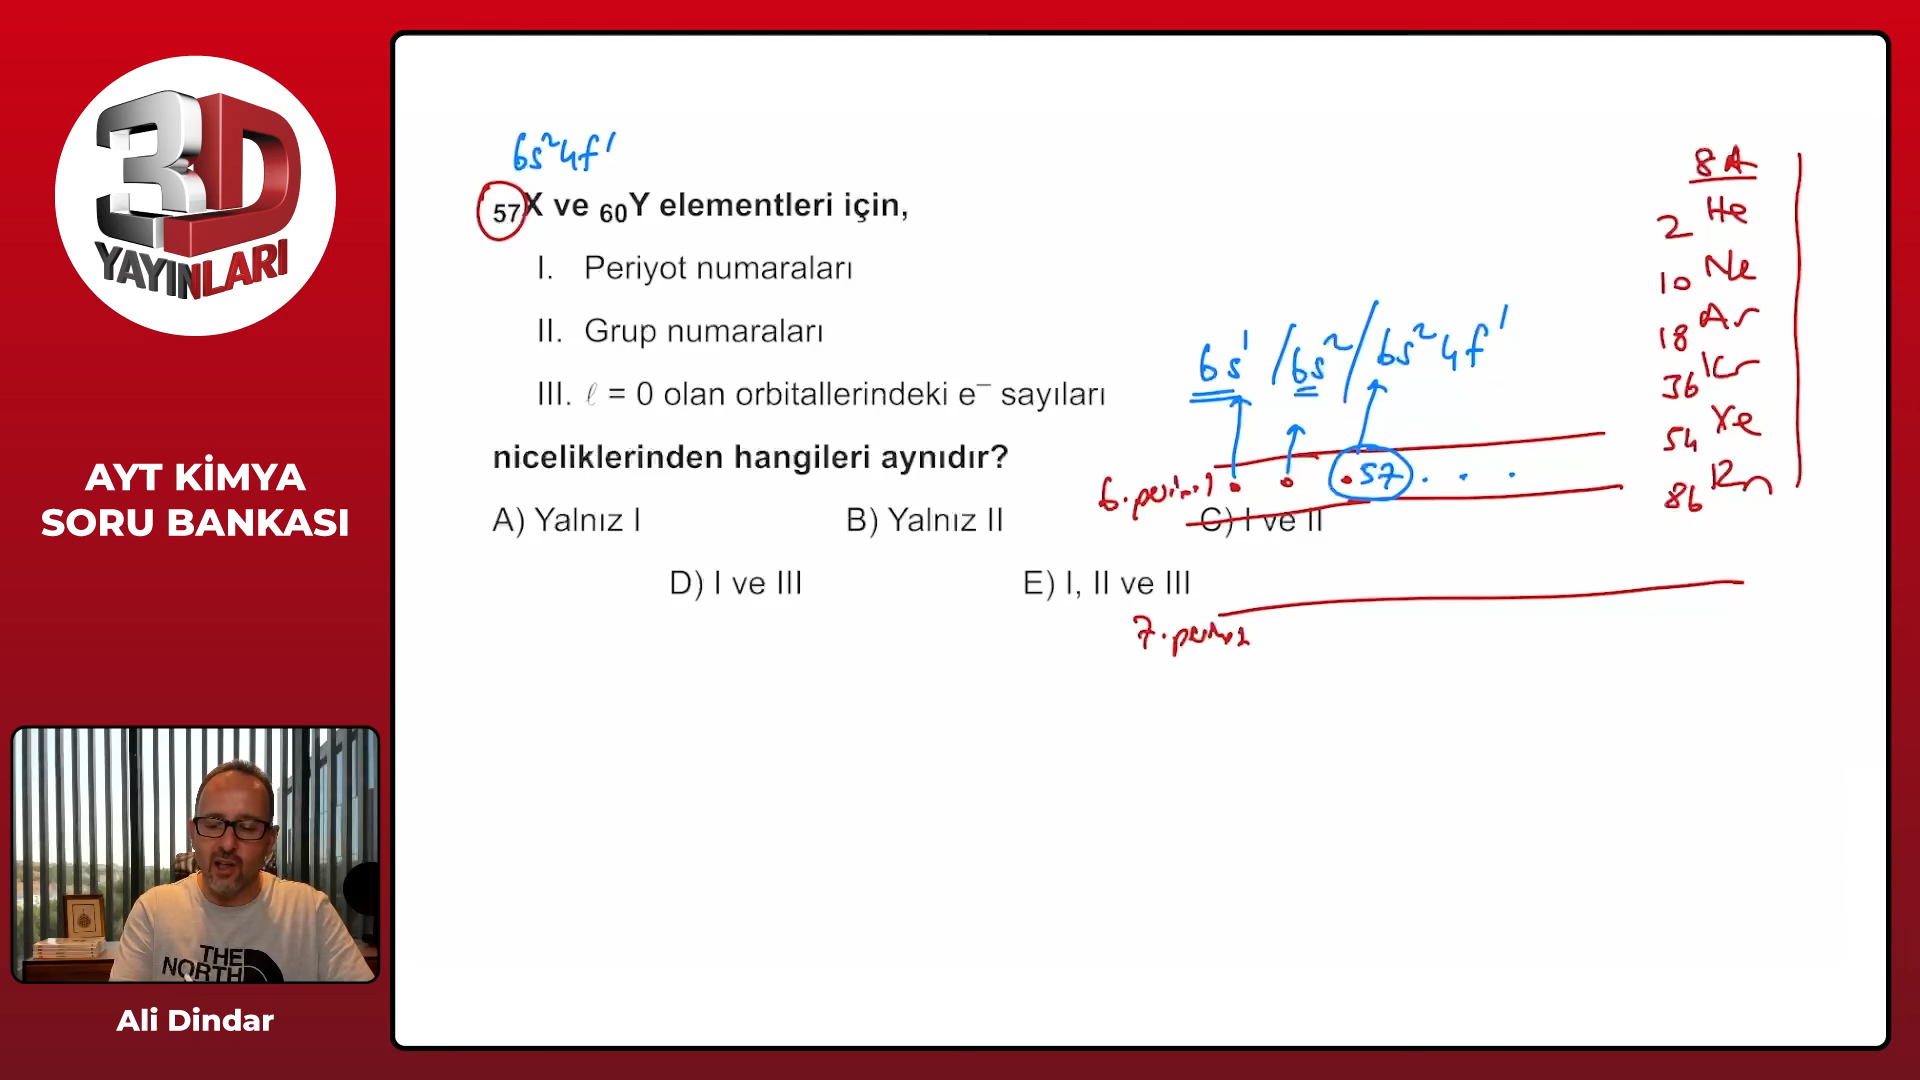 3D
YAYINLARI
AYT KİMYA
SORU BANKASI
THE
NORTH
Ali Dindar
6s²4f¹
₅₇X ve ₆₀Y elementleri için,
I. Periyot numaraları
II. Grup numaraları
III. ℓ = 0 olan orbitallerindeki e⁻ sayıları
niceliklerinden hangileri aynıdır?
A) Yalnız I
B) Yalnız II
C) I ve II
D) I ve III
E) I, II ve III
6s¹ / 6s² / 6s²4f¹
57 . . .
6.
7.
8A
2 He
10 Ne
18 Ar
36 Kr
54 Xe
86 Rn